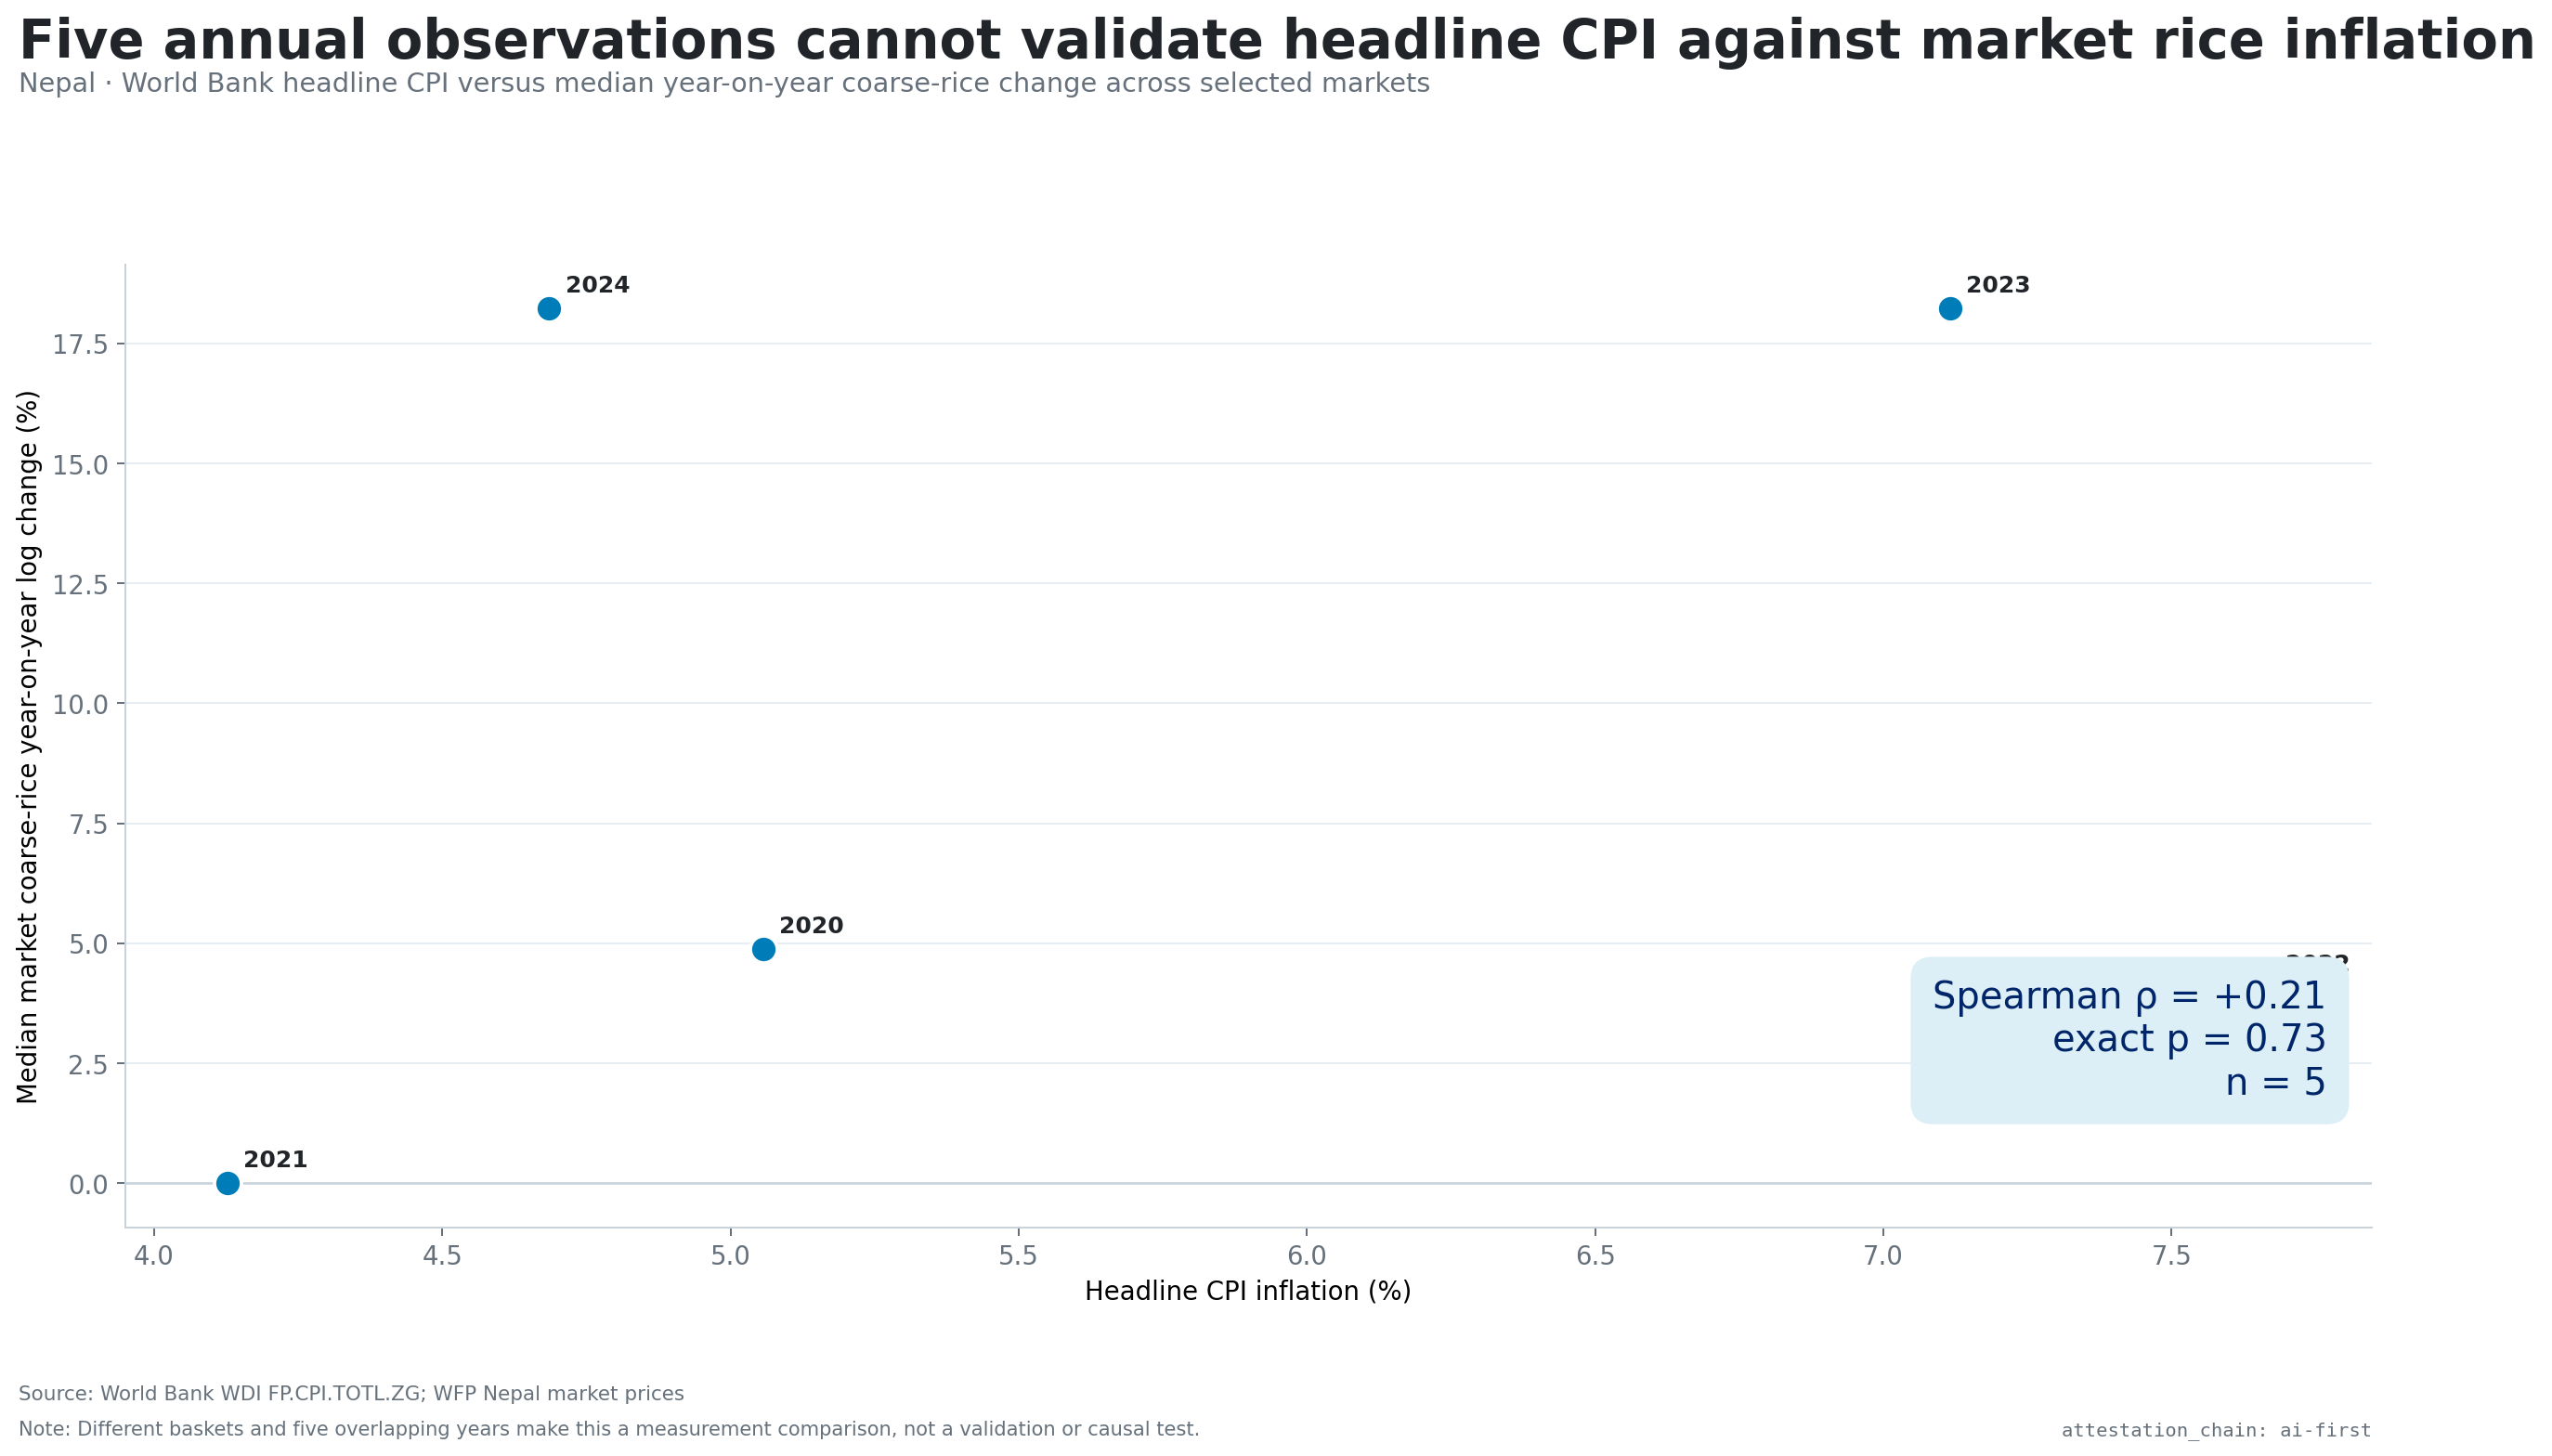 Five annual observations cannot validate headline CPI against market rice inflation
Nepal · World Bank headline CPI versus median year-on-year coarse-rice change across selected markets
Median market coarse-rice year-on-year log change (%)
17.5
15.0
12.5
10.0
7.5
5.0
2.5
0.0
2024
2023
2020
2021
Spearman ρ = +0.21
exact p = 0.73
n = 5
4.0 4.5 5.0 5.5 6.0 6.5 7.0 7.5
Headline CPI inflation (%)
Source: World Bank WDI FP.CPI.TOTL.ZG; WFP Nepal market prices
Note: Different baskets and five overlapping years make this a measurement comparison, not a validation or causal test.
attestation_chain: ai-first